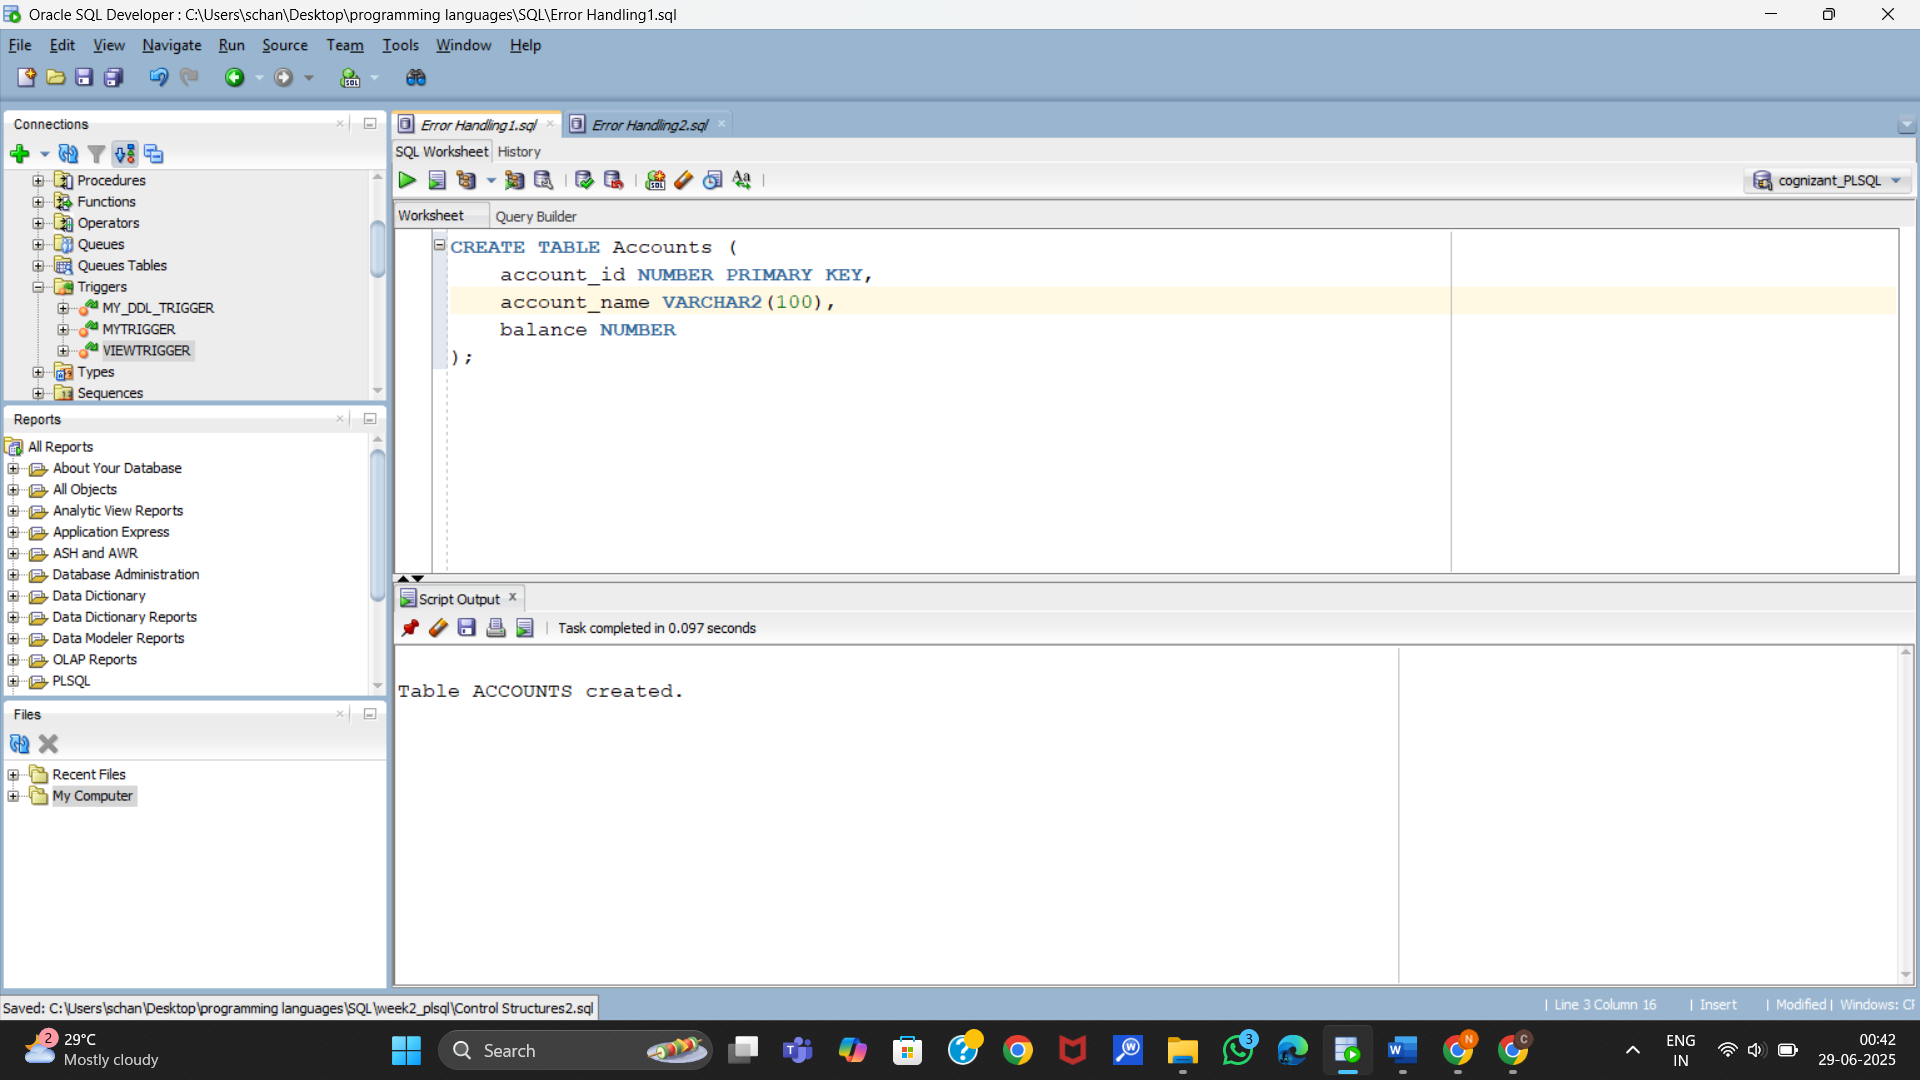 Oracle SQL Developer : C:\Users\schan\Desktop\programming languages\SQL\Error Handling1.sql
File Edit View Navigate Run Source Team Tools Window Help
Connections
Procedures
Functions
Operators
Queues
Queues Tables
Triggers
MY_DDL_TRIGGER
MYTRIGGER
VIEWTRIGGER
Types
Sequences
Reports
All Reports
About Your Database
All Objects
Analytic View Reports
Application Express
ASH and AWR
Database Administration
Data Dictionary
Data Dictionary Reports
Data Modeler Reports
OLAP Reports
PLSQL
Files
Recent Files
My Computer
Error Handling1.sql Error Handling2.sql
SQL Worksheet History
cognizant_PLSQL
Worksheet Query Builder
CREATE TABLE Accounts (
account_id NUMBER PRIMARY KEY,
account_name VARCHAR2(100),
balance NUMBER
);
Script Output
Task completed in 0.097 seconds
Table ACCOUNTS created.
Saved: C:\Users\schan\Desktop\programming languages\SQL\week2_plsql\Control Structures2.sql
Line 3 Column 16 Insert Modified Windows: CR
2
29°C
Mostly cloudy
Search
3
N
C
ENG
IN
00:42
29-06-2025